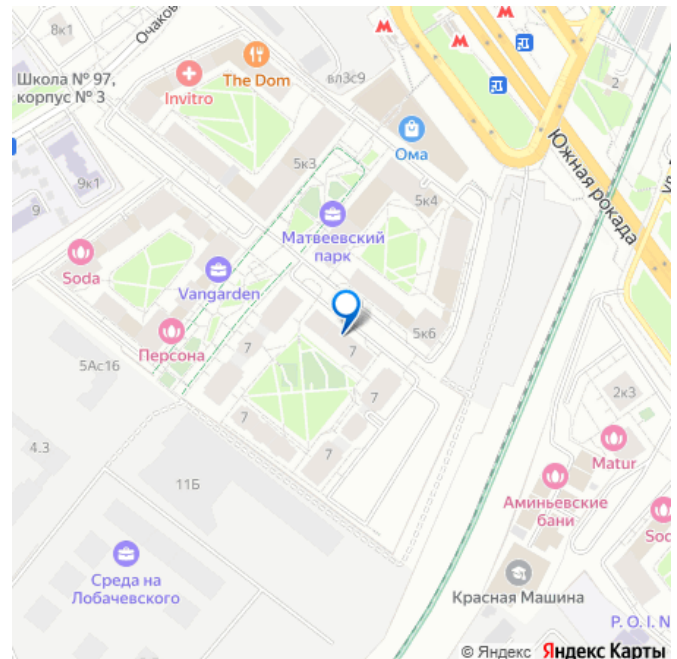 8к1
Очаков
Школа № 97,
корпус № 3
Invitro
The Dom
вл3с9
М
М
2
Ома
Южная рокада
ул.
5к3
5к4
9к1
9
Матвеевский
парк
Soda
Vangarden
Персона
5к6
5Ас16
7
7
7
7
2к3
4.3
11Б
Matur
Аминьевские
бани
Soc
Среда на
Лобачевского
Красная Машина
P. O. I. N
© Яндекс Яндекс Карты